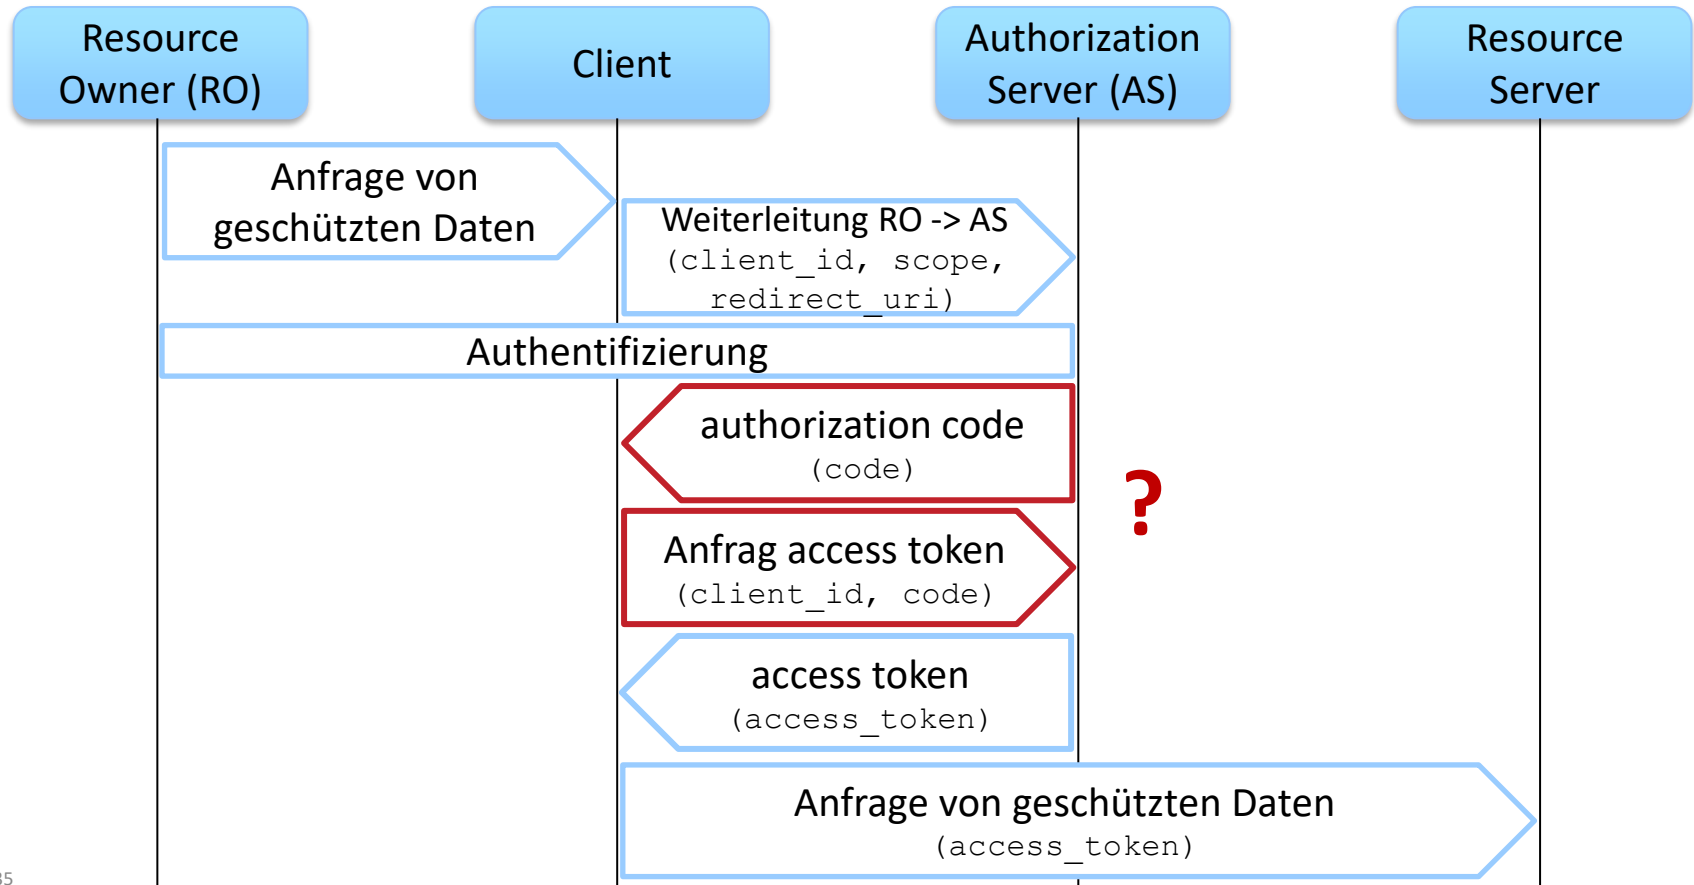 Resource
Owner (RO)
Client
Authorization
Server (AS)
Resource
Server
Anfrage von
geschützten Daten
Weiterleitung RO -> AS
(client_id, scope,
redirect_uri)
Authentifizierung
authorization code
(code)
?
Anfrag access token
(client_id, code)
access token
(access_token)
Anfrage von geschützten Daten
(access_token)
35